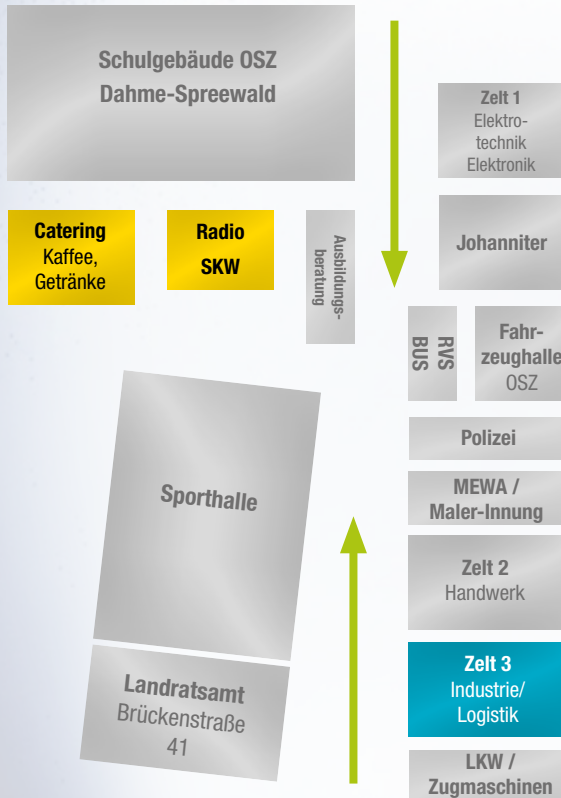 Schulgebäude OSZ
Dahme-Spreewald
Zelt 1
Elektro-
technik
Elektronik
Catering
Kaffee,
Getränke
Radio
SKW
Ausbildungs-
beratung
Johanniter
RVS
BUS
Fahr-
zeughalle
OSZ
Polizei
Sporthalle
MEWA /
Maler-Innung
Zelt 2
Handwerk
Zelt 3
Industrie/
Logistik
Landratsamt
Brückenstraße
41
LKW /
Zugmaschinen